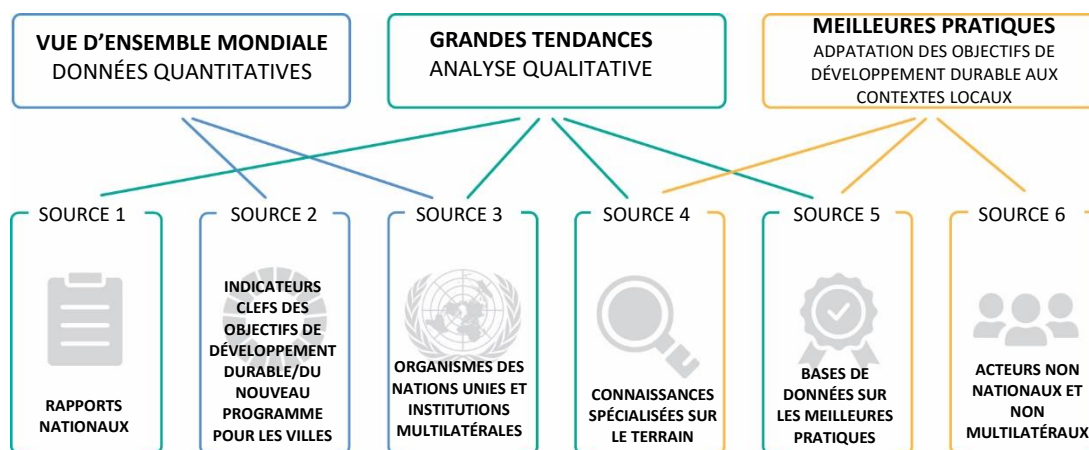 VUE D’ENSEMBLE MONDIALE
DONNÉES QUANTITATIVES
GRANDES TENDANCES
ANALYSE QUALITATIVE
MEILLEURES PRATIQUES
ADPATATION DES OBJECTIFS DE
DÉVELOPPEMENT DURABLE AUX
CONTEXTES LOCAUX
SOURCE 1
RAPPORTS
NATIONAUX
SOURCE 2
INDICATEURS
CLEFS DES
OBJECTIFS DE
DÉVELOPPEMENT
DURABLE/DU
NOUVEAU
PROGRAMME
POUR LES VILLES
SOURCE 3
ORGANISMES DES
NATIONS UNIES ET
INSTITUTIONS
MULTILATÉRALES
SOURCE 4
CONNAISSANCES
SPÉCIALISÉES SUR
LE TERRAIN
SOURCE 5
BASES DE
DONNÉES SUR
LES MEILLEURES
PRATIQUES
SOURCE 6
ACTEURS NON
NATIONAUX ET
NON
MULTILATÉRAUX